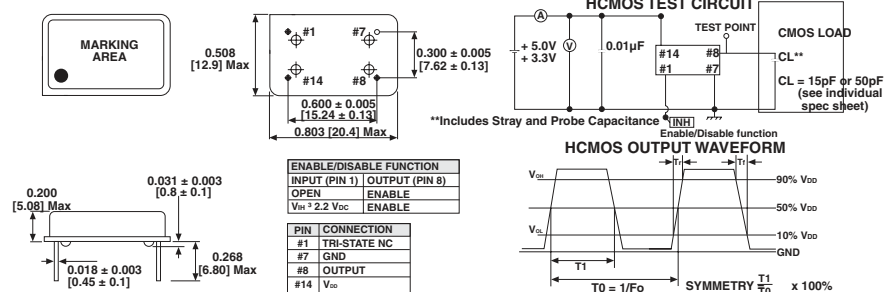 MARKING
AREA
0.508
[12.9] Max
#1
#7
#14
#8
0.300 ± 0.005
[7.62 ± 0.13]
0.600 ± 0.005
[15.24 ± 0.13]
0.803 [20.4] Max
HCMOS TEST CIRCUIT
A
V
+ 5.0V
+ 3.3V
0.01µF
TEST POINT
#14
#8
#1
#7
CMOS LOAD
CL**
CL = 15pF or 50pF
(see individual
spec sheet)
**Includes Stray and Probe Capacitance
INH
Enable/Disable function
0.200
[5.08] Max
0.031 ± 0.003
[0.8 ± 0.1]
0.018 ± 0.003
[0.45 ± 0.1]
0.268
[6.80] Max
ENABLE/DISABLE FUNCTION
INPUT (PIN 1) OUTPUT (PIN 8)
OPEN ENABLE
VIH ³ 2.2 VDC ENABLE
PIN CONNECTION
#1 TRI-STATE NC
#7 GND
#8 OUTPUT
#14 VDD
HCMOS OUTPUT WAVEFORM
Tr
Tf
VOH
90% VDD
50% VDD
VOL
10% VDD
GND
T1
T0 = 1/Fo
SYMMETRY T1/T0 x 100%